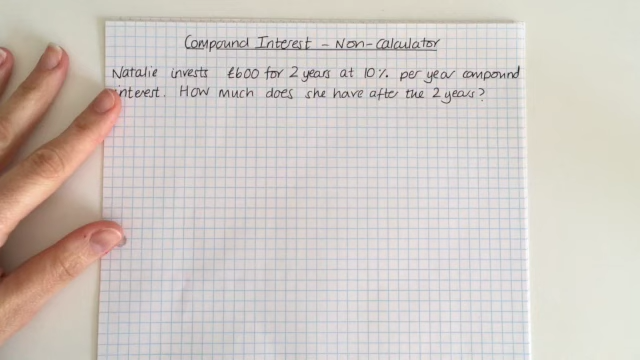 Compound Interest - Non-Calculator
Natalie invests £600 for 2 years at 10% per year compound
interest. How much does she have after the 2 years?